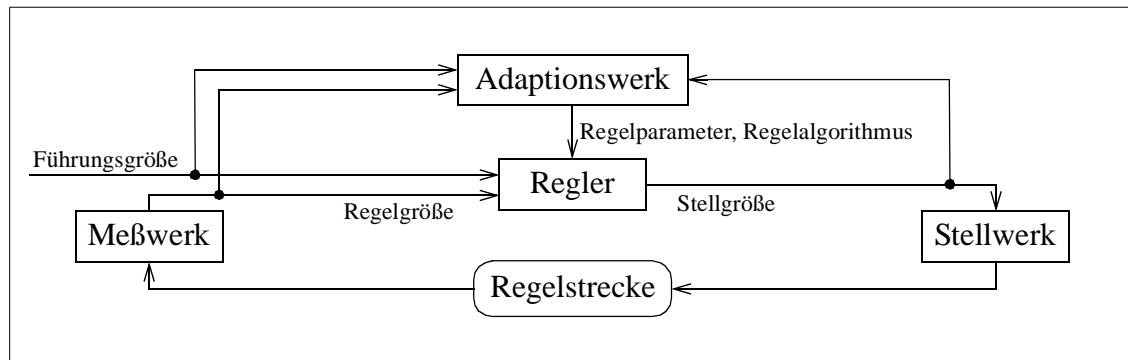 Adaptionswerk
Regelparameter, Regelalgorithmus
Führungsgröße
Regler
Regelgröße
Stellgröße
Meßwerk
Stellwerk
Regelstrecke